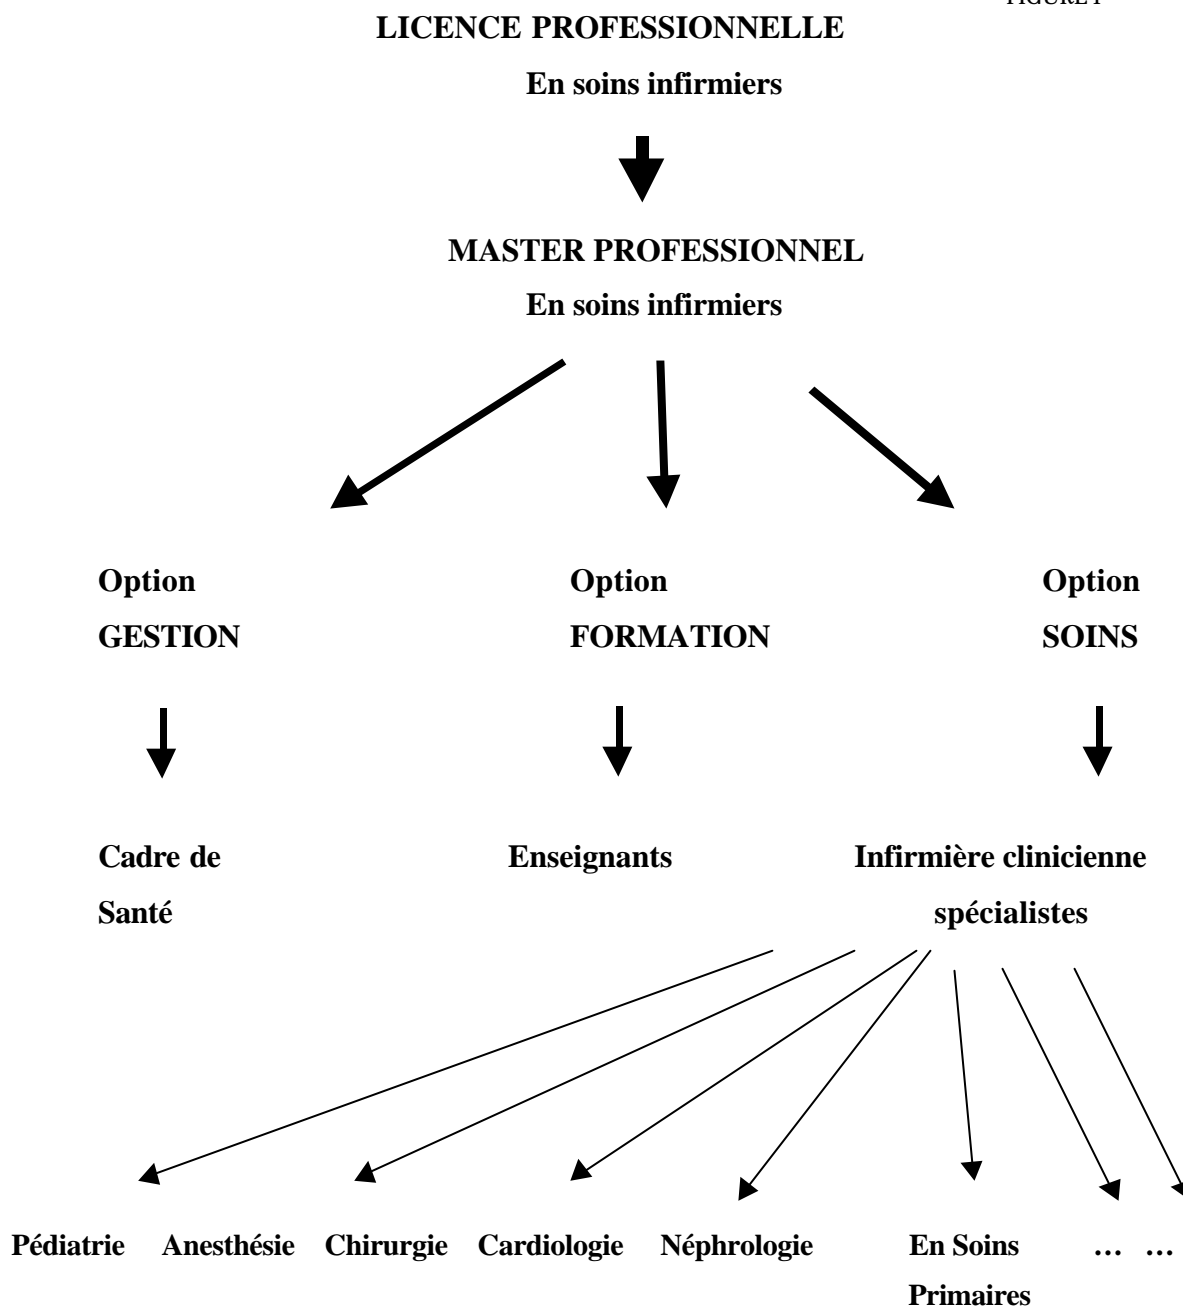 LICENCE PROFESSIONNELLE
En soins infirmiers
MASTER PROFESSIONNEL
En soins infirmiers
Option Option Option
GESTION FORMATION SOINS
Cadre de Enseignants Infirmière clinicienne
Santé spécialistes
Pédiatrie Anesthésie Chirurgie Cardiologie Néphrologie En Soins … …
Primaires